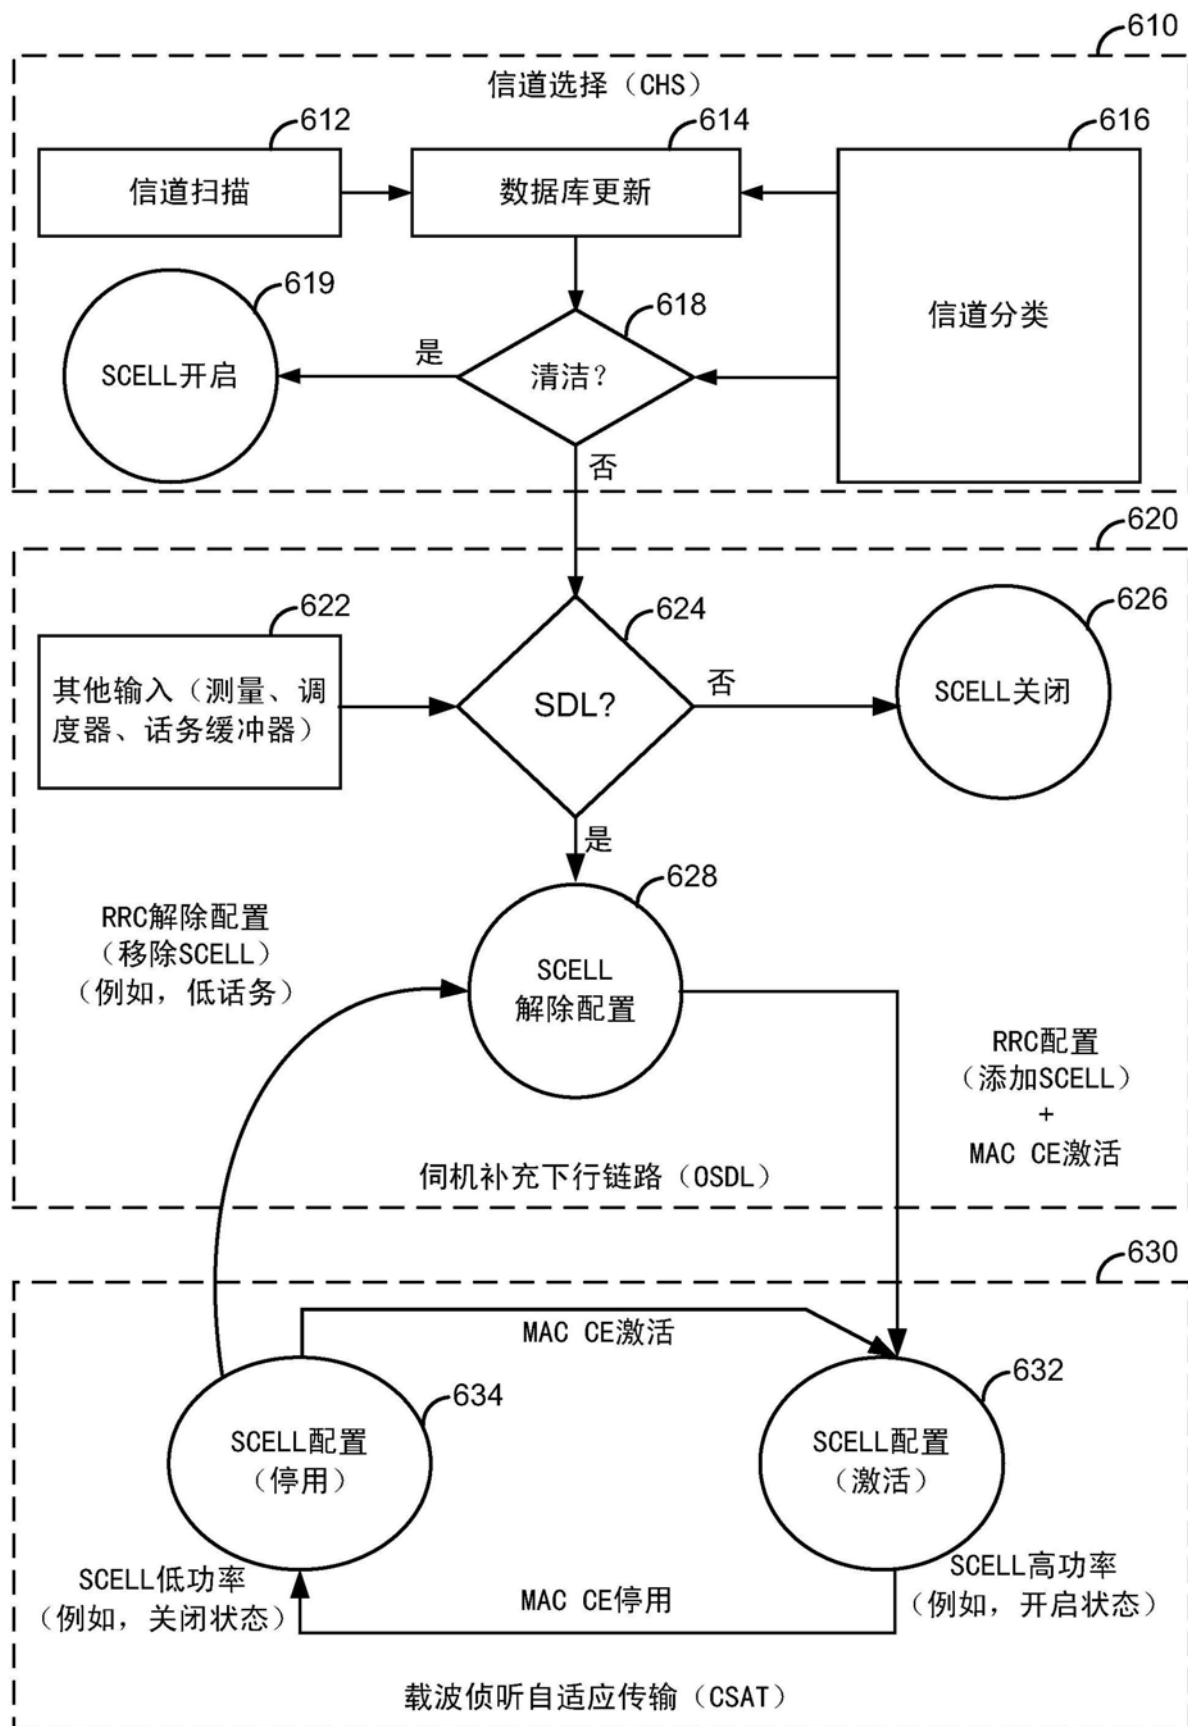 610
信道选择（CHS）
612
614
616
信道扫描
数据库更新
信道分类
619
618
SCELL开启
是
清洁？
否
620
622
624
626
其他输入（测量、调
度器、话务缓冲器）
SDL?
否
SCELL关闭
是
628
RRC解除配置
（移除SCELL）
（例如，低话务）
SCELL
解除配置
RRC配置
（添加SCELL）
+
MAC CE激活
伺机补充下行链路（OSDL）
630
MAC CE激活
634
632
SCELL配置
（停用）
SCELL配置
（激活）
SCELL低功率
（例如，关闭状态）
MAC CE停用
SCELL高功率
（例如，开启状态）
载波侦听自适应传输（CSAT）